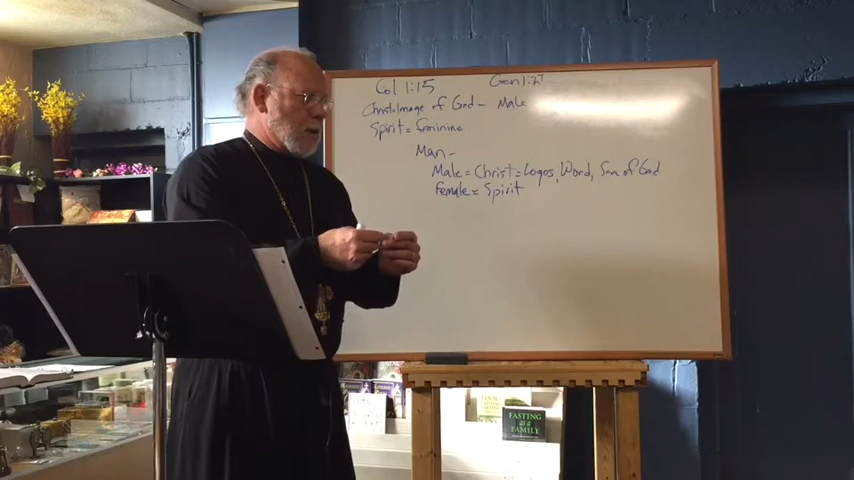 Col 1:15 Gen 1:27
Christ=Image of God- Male
Spirit = feminine
Man-
Male = Christ = Logos, Word, Son of God
female = Spirit
FASTING
as a
FAMILY